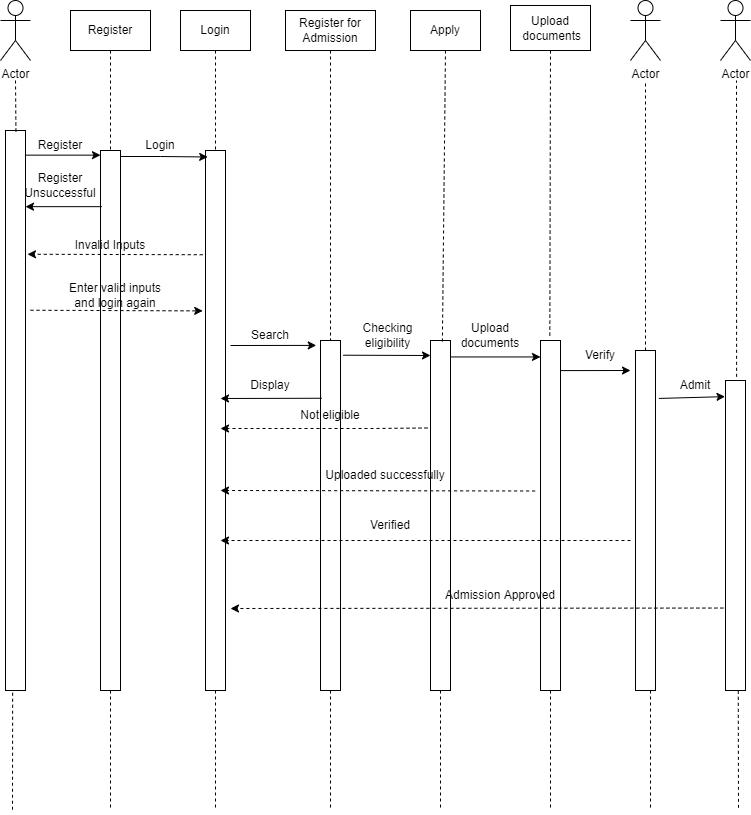 Register
Login
Register for
Admission
Apply
Upload
documents
Actor
Actor
Actor
Register
Login
Register
Unsuccessful
Invalid Inputs
Enter valid inputs
and login again
Search
Checking
eligibility
Upload
documents
Verify
Display
Admit
Not eligible
Uploaded successfully
Verified
Admission Approved